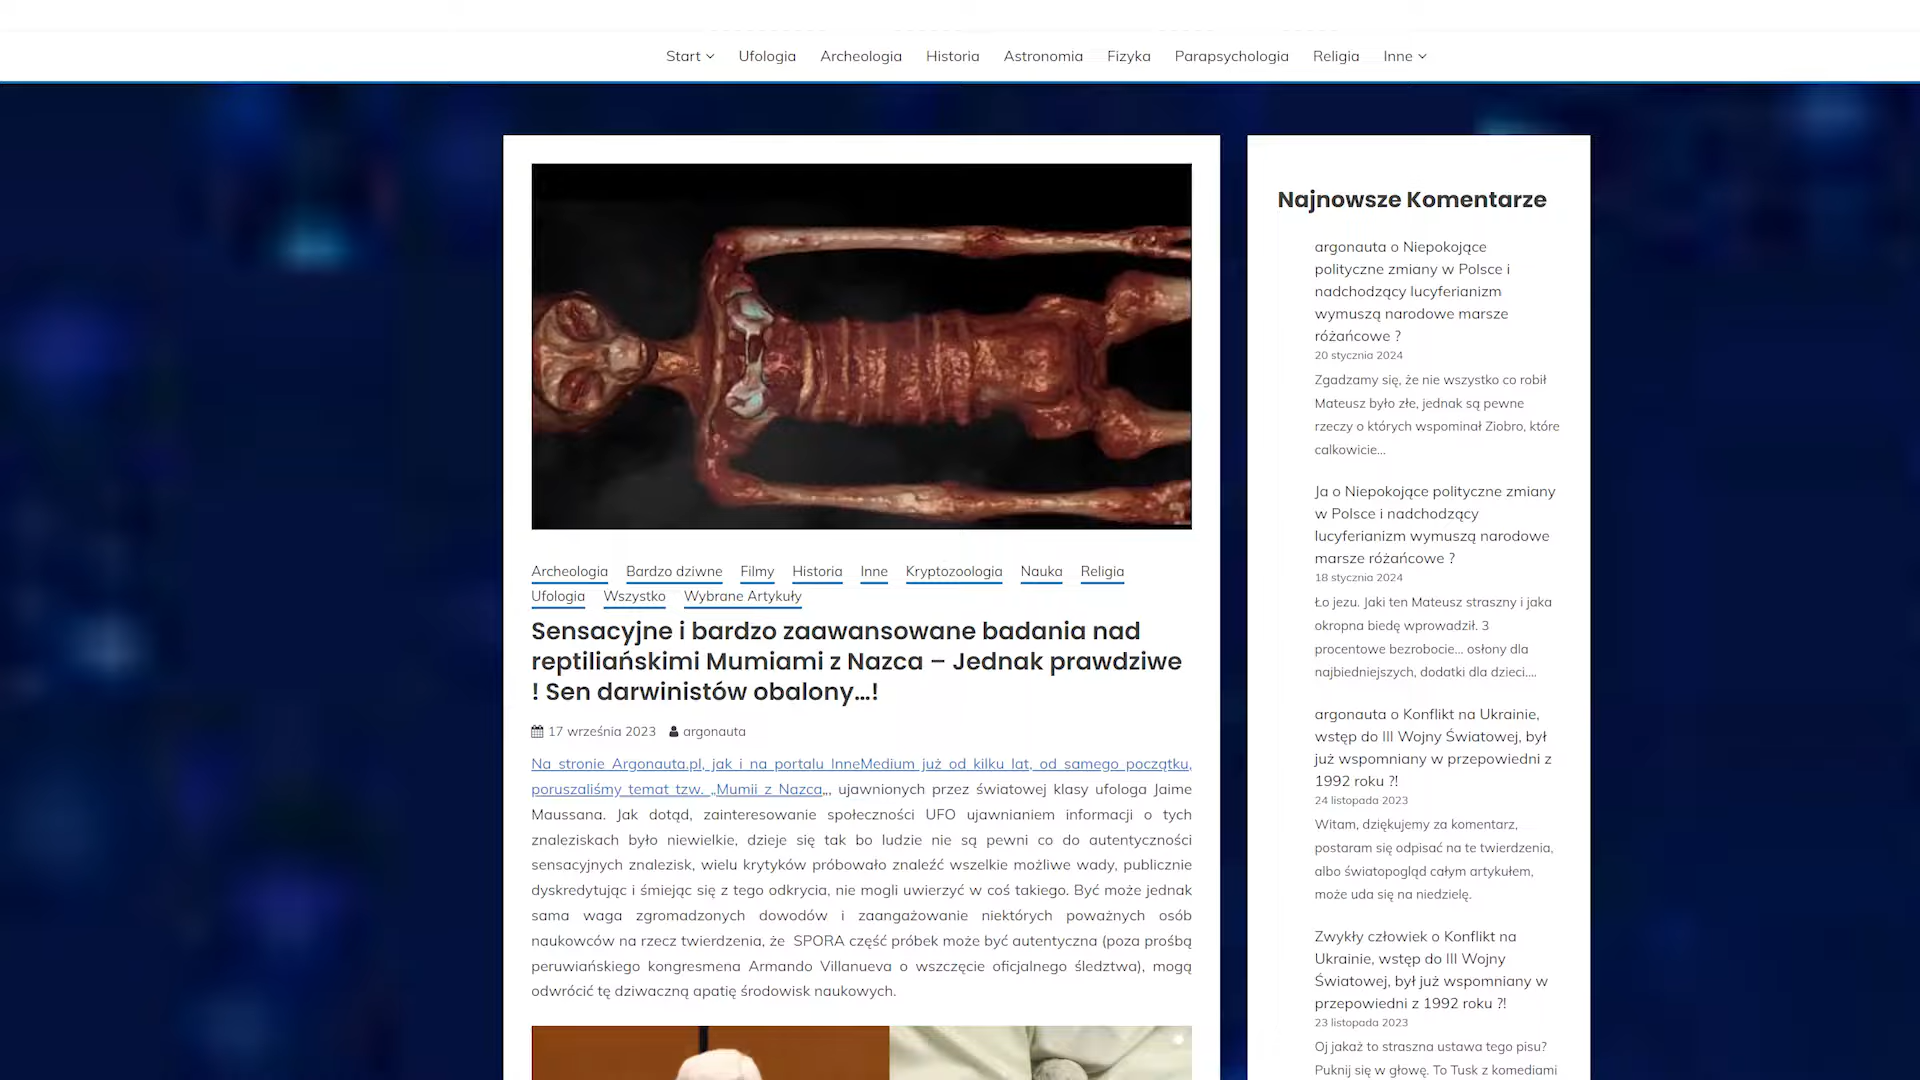 Start Ufologia Archeologia Historia Astronomia Fizyka Parapsychologia Religia Inne
Archeologia Bardzo dziwne Filmy Historia Inne Kryptozoologia Nauka Religia
Ufologia Wszystko Wybrane Artykuły
Sensacyjne i bardzo zaawansowane badania nad
reptiliańskimi Mumiami z Nazca – Jednak prawdziwe
! Sen darwinistów obalony…!
17 września 2023 argonauta
Na stronie Argonauta.pl, jak i na portalu InneMedium już od kilku lat, od samego początku,
poruszaliśmy temat tzw. „Mumii z Nazca„, ujawnionych przez światowej klasy ufologa Jaime
Maussana. Jak dotąd, zainteresowanie społeczności UFO ujawnianiem informacji o tych
znaleziskach było niewielkie, dzieje się tak bo ludzie nie są pewni co do autentyczności
sensacyjnych znalezisk, wielu krytyków próbowało znaleźć wszelkie możliwe wady, publicznie
dyskredytując i śmiejąc się z tego odkrycia, nie mogli uwierzyć w coś takiego. Być może jednak
sama waga zgromadzonych dowodów i zaangażowanie niektórych poważnych osób
naukowców na rzecz twierdzenia, że SPORA część próbek może być autentyczna (poza prośbą
peruwiańskiego kongresmena Armando Villanueva o wszczęcie oficjalnego śledztwa), mogą
odwrócić tę dziwaczną apatię środowisk naukowych.
Najnowsze Komentarze
argonauta o Niepokojące
polityczne zmiany w Polsce i
nadchodzący lucyferianizm
wymuszą narodowe marsze
różańcowe ?
20 stycznia 2024
Zgadzamy się, że nie wszystko co robił
Mateusz było złe, jednak są pewne
rzeczy o których wspominał Ziobro, które
calkowicie…
Ja o Niepokojące polityczne zmiany
w Polsce i nadchodzący
lucyferianizm wymuszą narodowe
marsze różańcowe ?
18 stycznia 2024
Ło jezu. Jaki ten Mateusz straszny i jaka
okropna biedę wprowadził. 3
procentowe bezrobocie… osłony dla
najbiedniejszych, dodatki dla dzieci.…
argonauta o Konflikt na Ukrainie,
wstęp do III Wojny Światowej, był
już wspomniany w przepowiedni z
1992 roku ?!
24 listopada 2023
Witam, dziękujemy za komentarz,
postaram się odpisać na te twierdzenia,
albo światopogląd całym artykułem,
może uda się na niedzielę.
Zwykły człowiek o Konflikt na
Ukrainie, wstęp do III Wojny
Światowej, był już wspomniany w
przepowiedni z 1992 roku ?!
23 listopada 2023
Oj jakaż to straszna ustawa tego pisu?
Puknij się w głowę. To Tusk z komediami